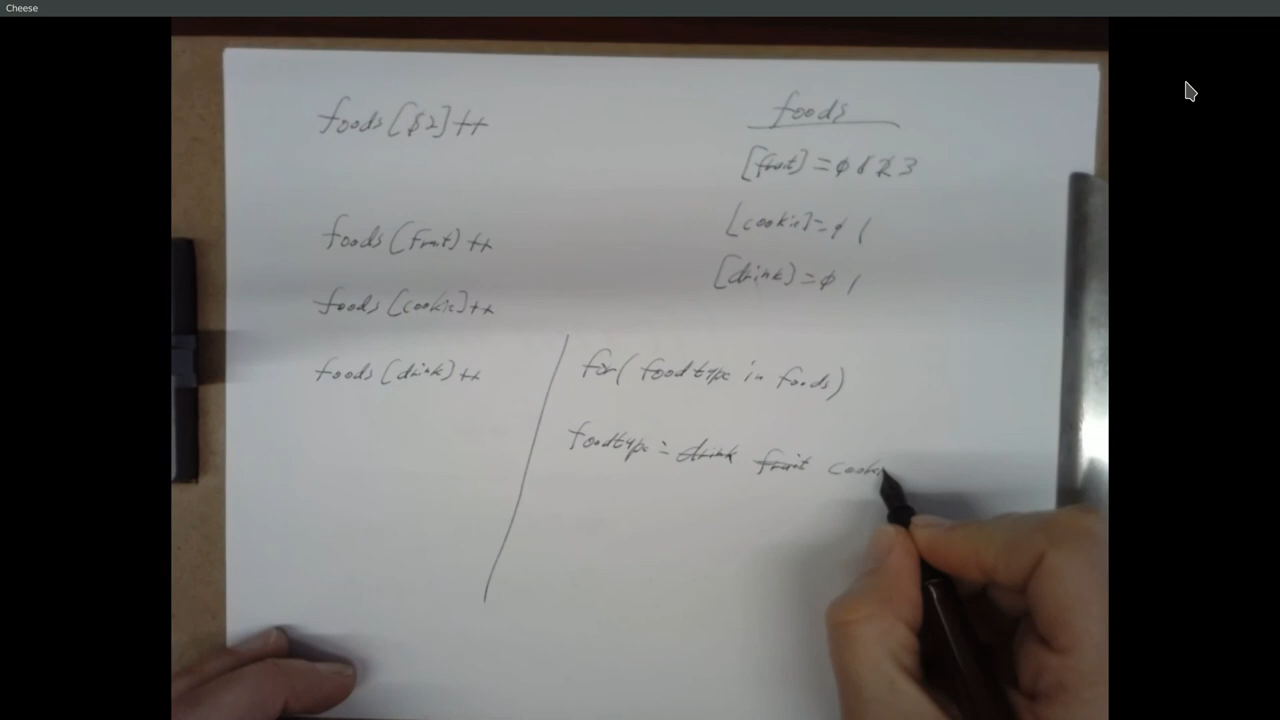 Cheese
foods[$2]++
foods[fruit]++
foods[cookie]++
foods[drink]++
foods
[fruit]=0 1 2 3
[cookie]=0 1
[drink]=0 1
for(foodtype in foods)
foodtype= drink fruit cooki